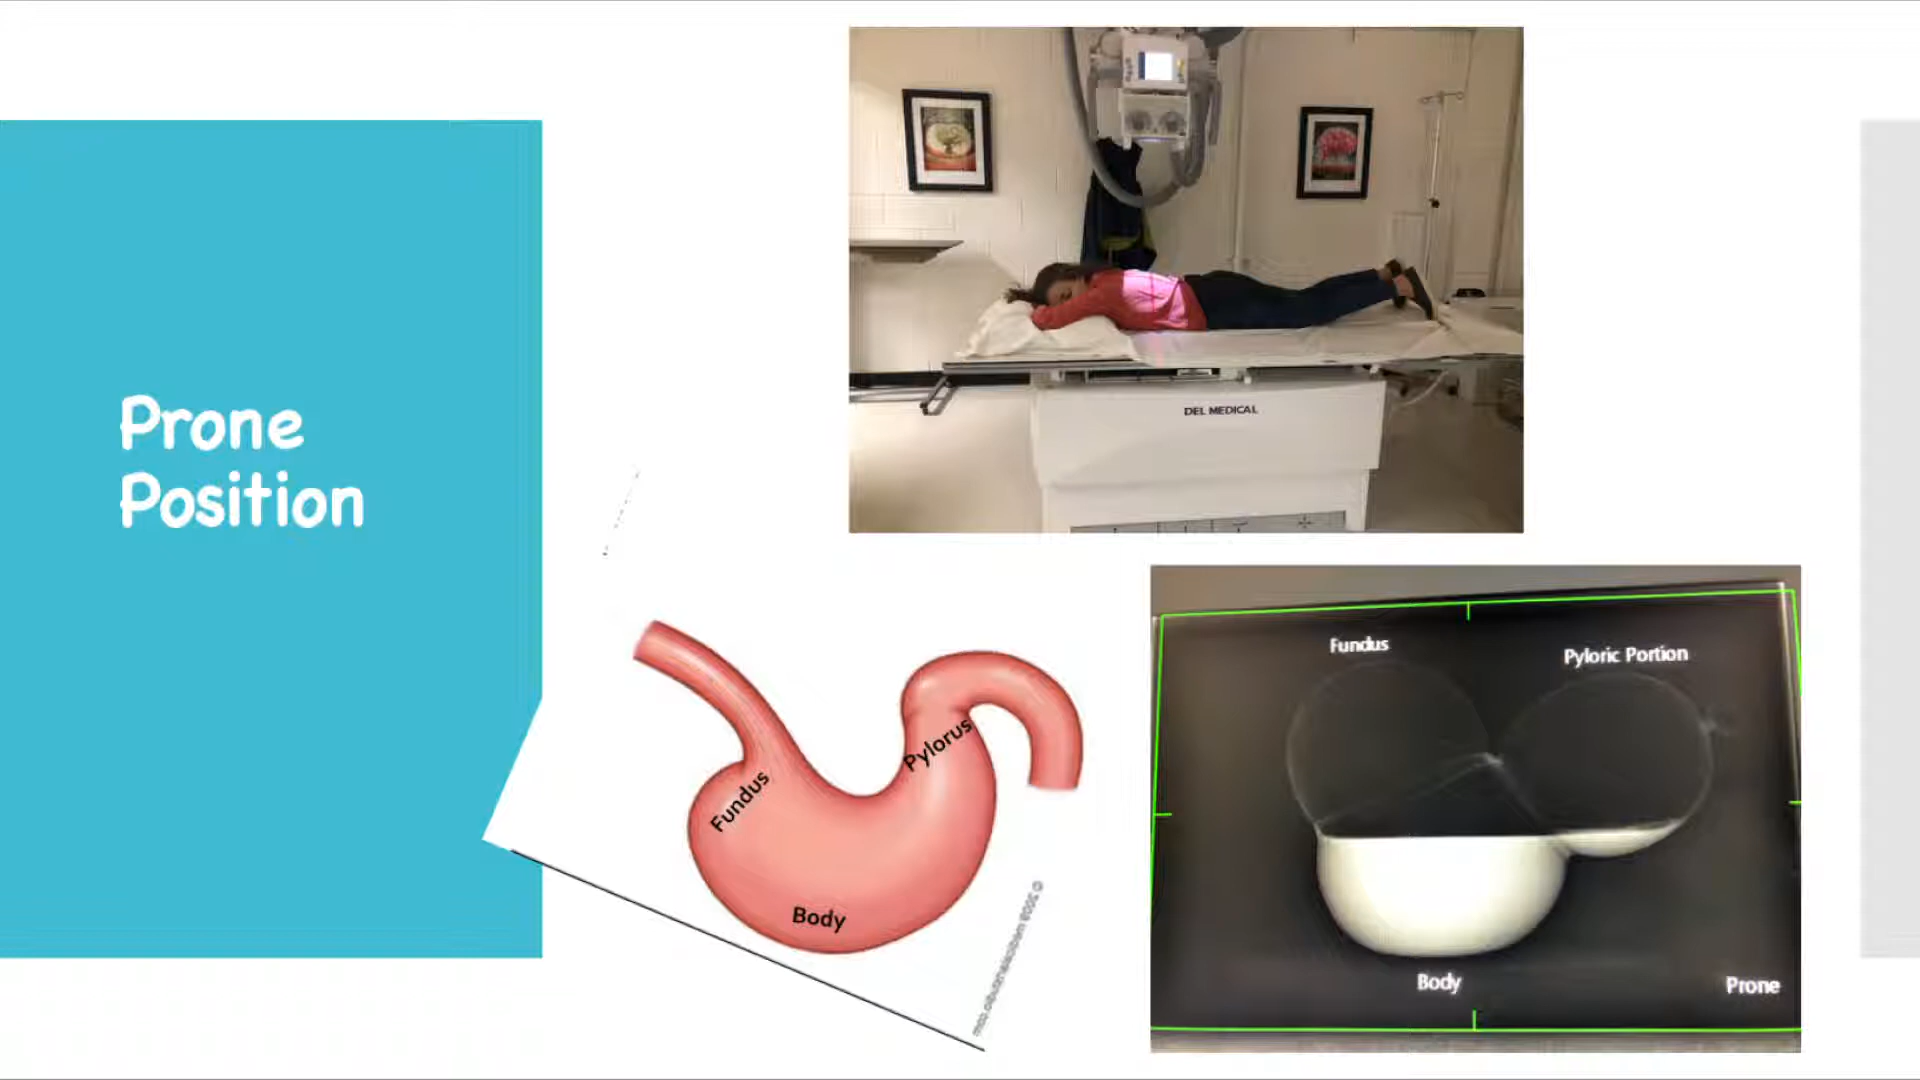 Prone
Position
DEL MEDICAL
Fundus
Pylorus
Body
Fundus
Pyloric Portion
Body
Prone